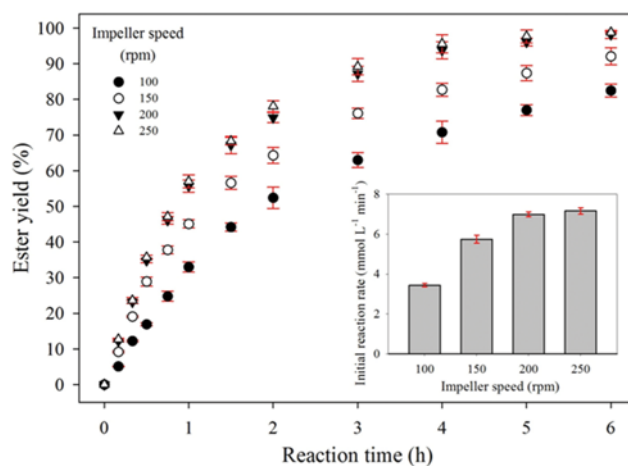 Impeller speed
(rpm)
100
150
200
250
Ester yield (%)
100
90
80
70
60
50
40
30
20
10
0
0 1 2 3 4 5 6
Reaction time (h)
Initial reaction rate (mmol L⁻¹ min⁻¹)
8
6
4
2
0
100 150 200 250
Impeller speed (rpm)